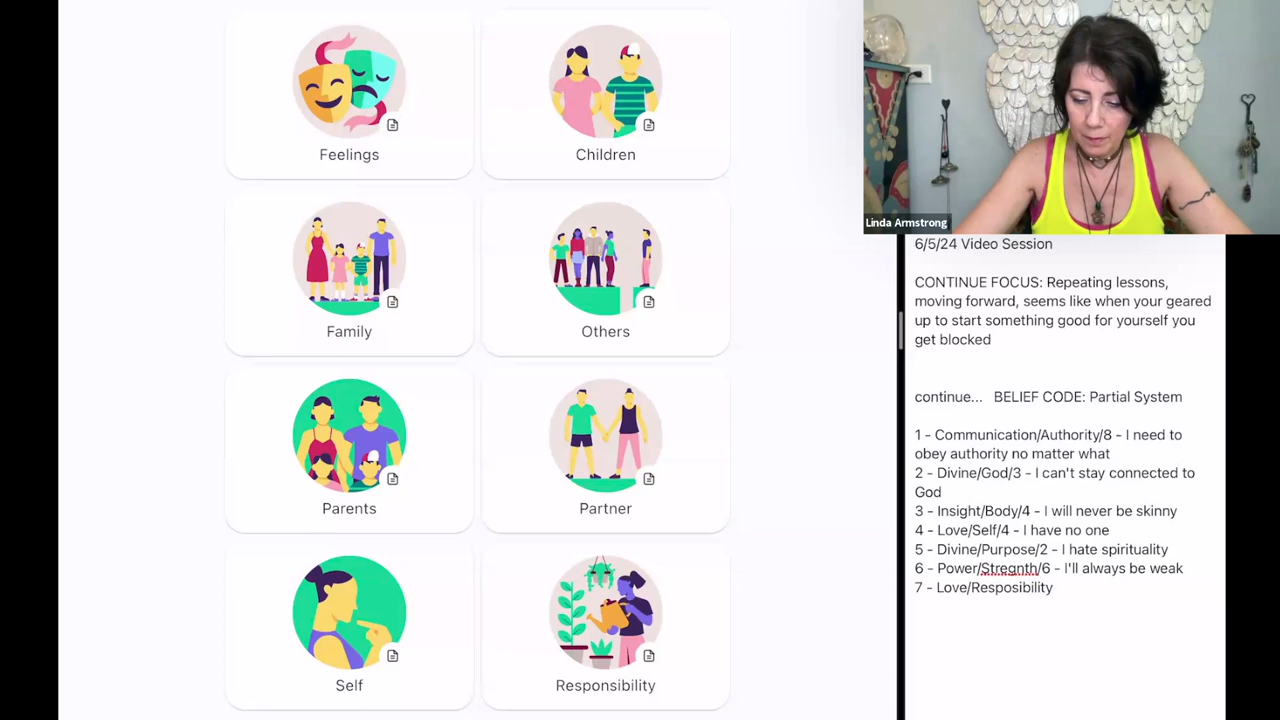 Feelings
Children
Family
Others
Parents
Partner
Self
Responsibility
Linda Armstrong
6/5/24 Video Session
CONTINUE FOCUS: Repeating lessons,
moving forward, seems like when your geared
up to start something good for yourself you
get blocked
continue... BELIEF CODE: Partial System
1 - Communication/Authority/8 - I need to
obey authority no matter what
2 - Divine/God/3 - I can't stay connected to
God
3 - Insight/Body/4 - I will never be skinny
4 - Love/Self/4 - I have no one
5 - Divine/Purpose/2 - I hate spirituality
6 - Power/Stregnth/6 - I'll always be weak
7 - Love/Resposibility